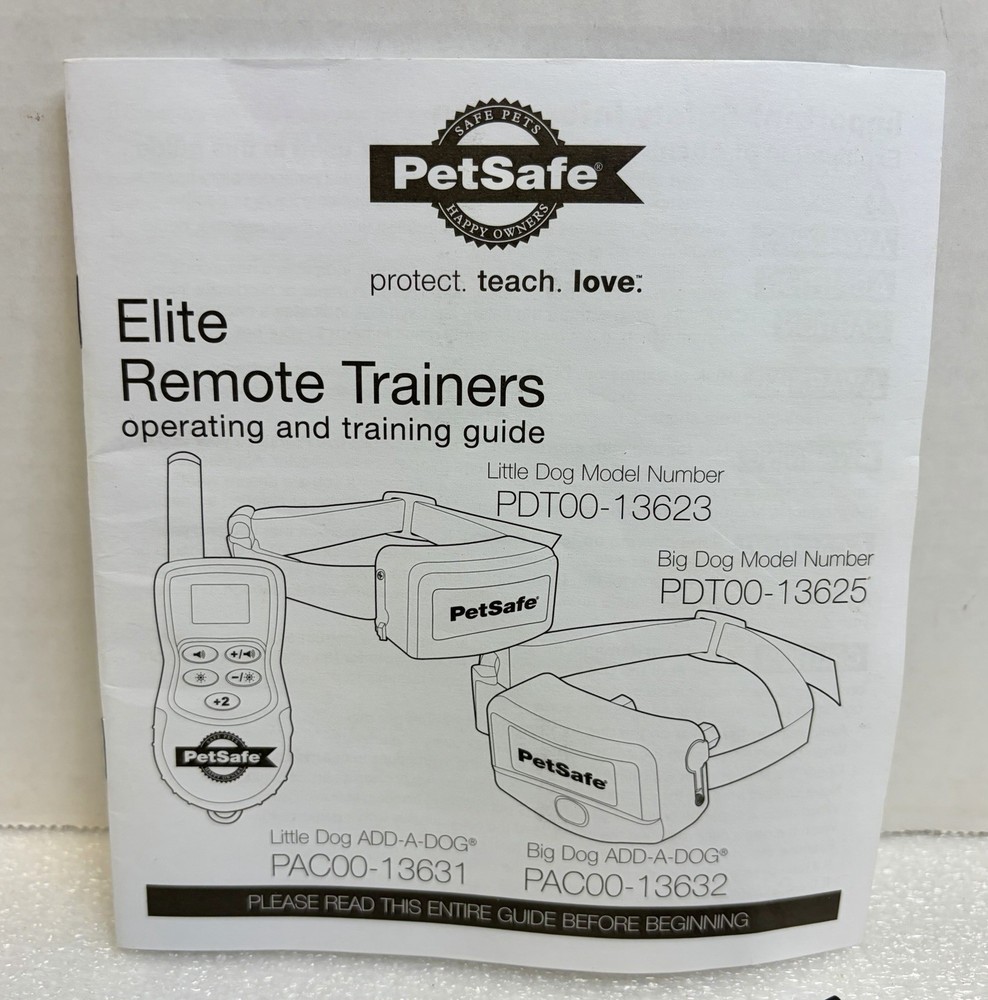 SAFE PETS
PetSafe®
HAPPY OWNERS
protect. teach. love.™
Elite
Remote Trainers
operating and training guide
Little Dog Model Number
PDT00-13623
Big Dog Model Number
PDT00-13625
PetSafe®
+/
-/
+2
PetSafe
PetSafe®
Little Dog ADD-A-DOG®
PAC00-13631
Big Dog ADD-A-DOG®
PAC00-13632
PLEASE READ THIS ENTIRE GUIDE BEFORE BEGINNING